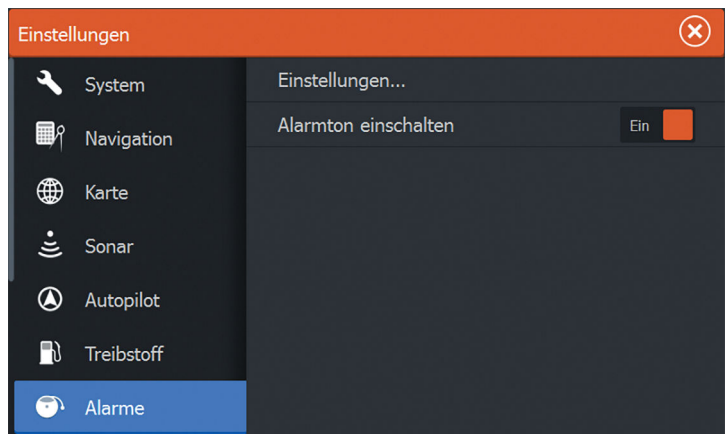 Einstellungen
System
Navigation
Karte
Sonar
Autopilot
Treibstoff
Alarme
Einstellungen...
Alarmton einschalten
Ein